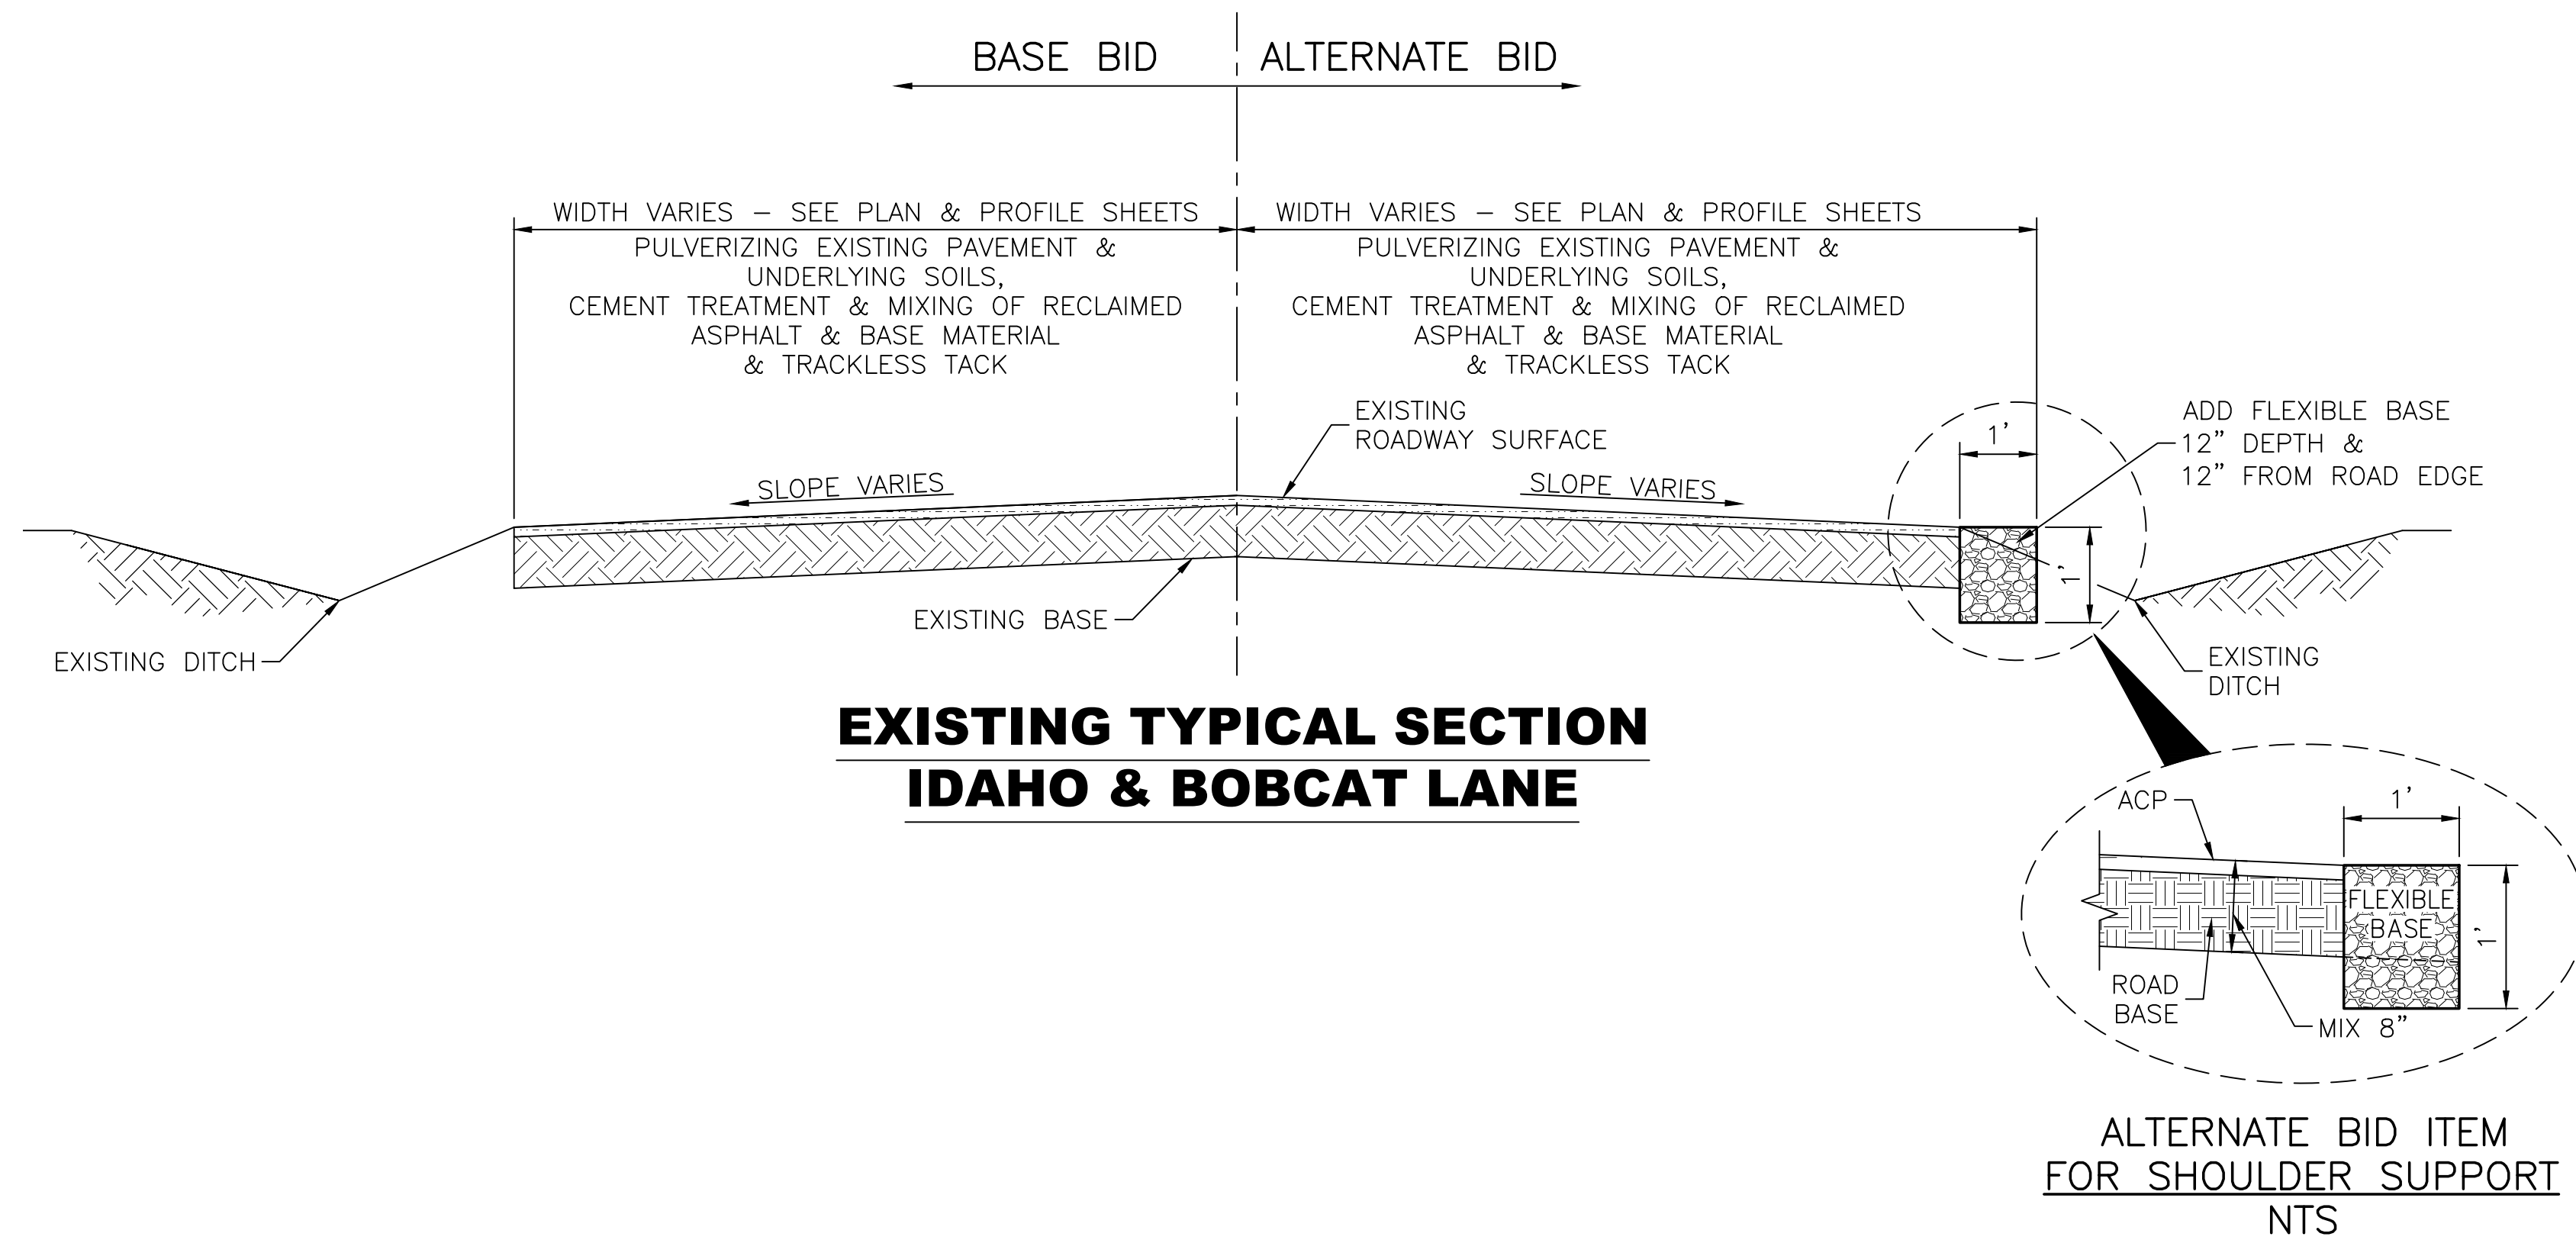 BASE BID
ALTERNATE BID
WIDTH VARIES – SEE PLAN & PROFILE SHEETS
PULVERIZING EXISTING PAVEMENT &
UNDERLYING SOILS,
CEMENT TREATMENT & MIXING OF RECLAIMED
ASPHALT & BASE MATERIAL
& TRACKLESS TACK
WIDTH VARIES – SEE PLAN & PROFILE SHEETS
PULVERIZING EXISTING PAVEMENT &
UNDERLYING SOILS,
CEMENT TREATMENT & MIXING OF RECLAIMED
ASPHALT & BASE MATERIAL
& TRACKLESS TACK
EXISTING
ROADWAY SURFACE
1'
ADD FLEXIBLE BASE
12" DEPTH &
12" FROM ROAD EDGE
SLOPE VARIES
SLOPE VARIES
1'
EXISTING BASE
EXISTING DITCH
EXISTING
DITCH
EXISTING TYPICAL SECTION
IDAHO & BOBCAT LANE
ACP
1'
FLEXIBLE
BASE
1'
ROAD
BASE
MIX 8"
ALTERNATE BID ITEM
FOR SHOULDER SUPPORT
NTS